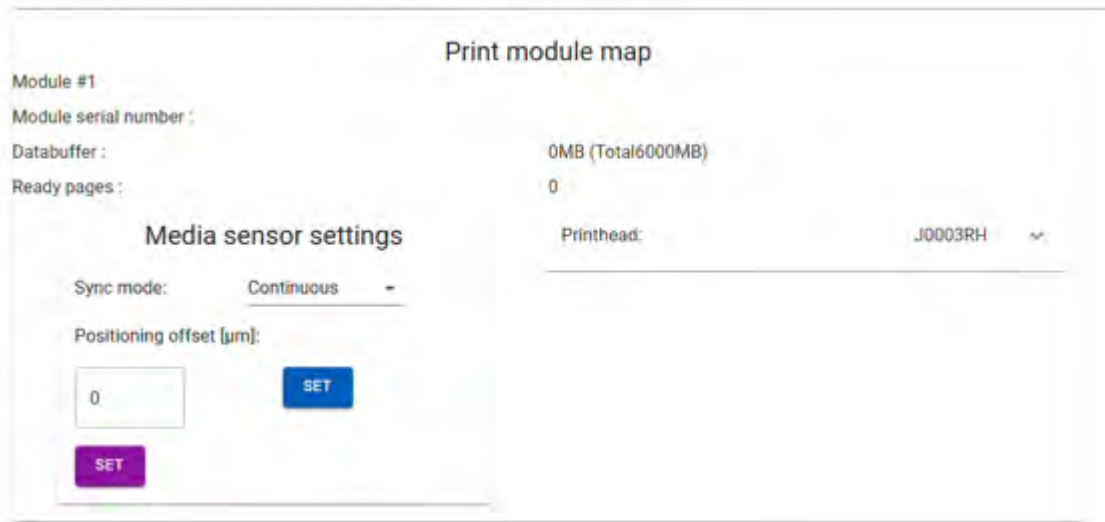 Print module map
Module #1
Module serial number :
Databuffer : 0MB (Total6000MB)
Ready pages : 0
Media sensor settings
Printhead: J0003RH
Sync mode: Continuous
Positioning offset [µm]:
0 SET
SET